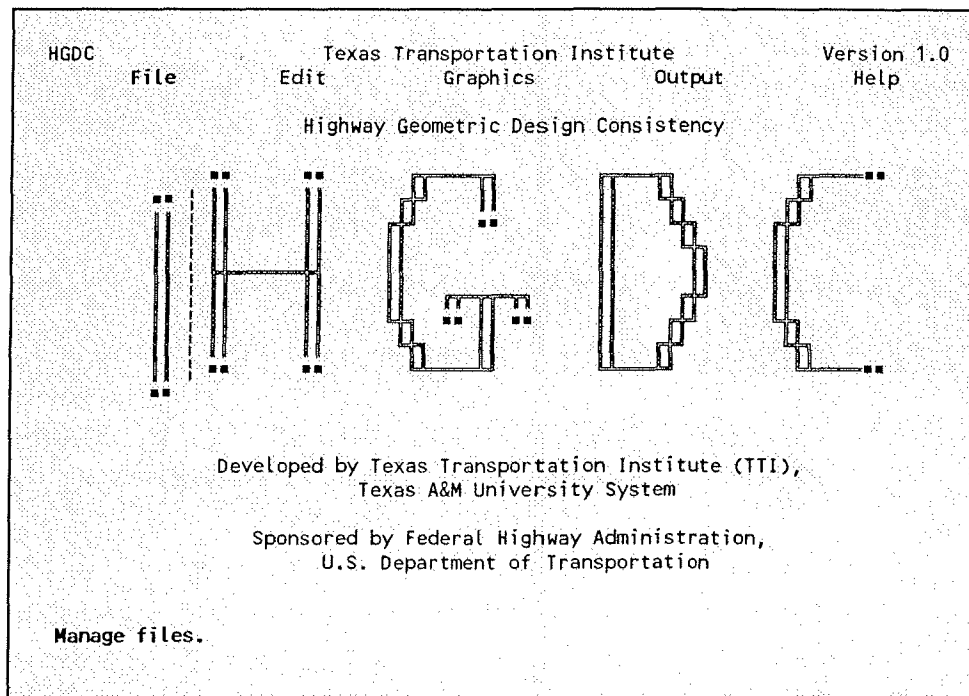 HGDC Texas Transportation Institute Version 1.0
File Edit Graphics Output Help
Highway Geometric Design Consistency
HGDC
Developed by Texas Transportation Institute (TTI),
Texas A&M University System
Sponsored by Federal Highway Administration,
U.S. Department of Transportation
Manage files.